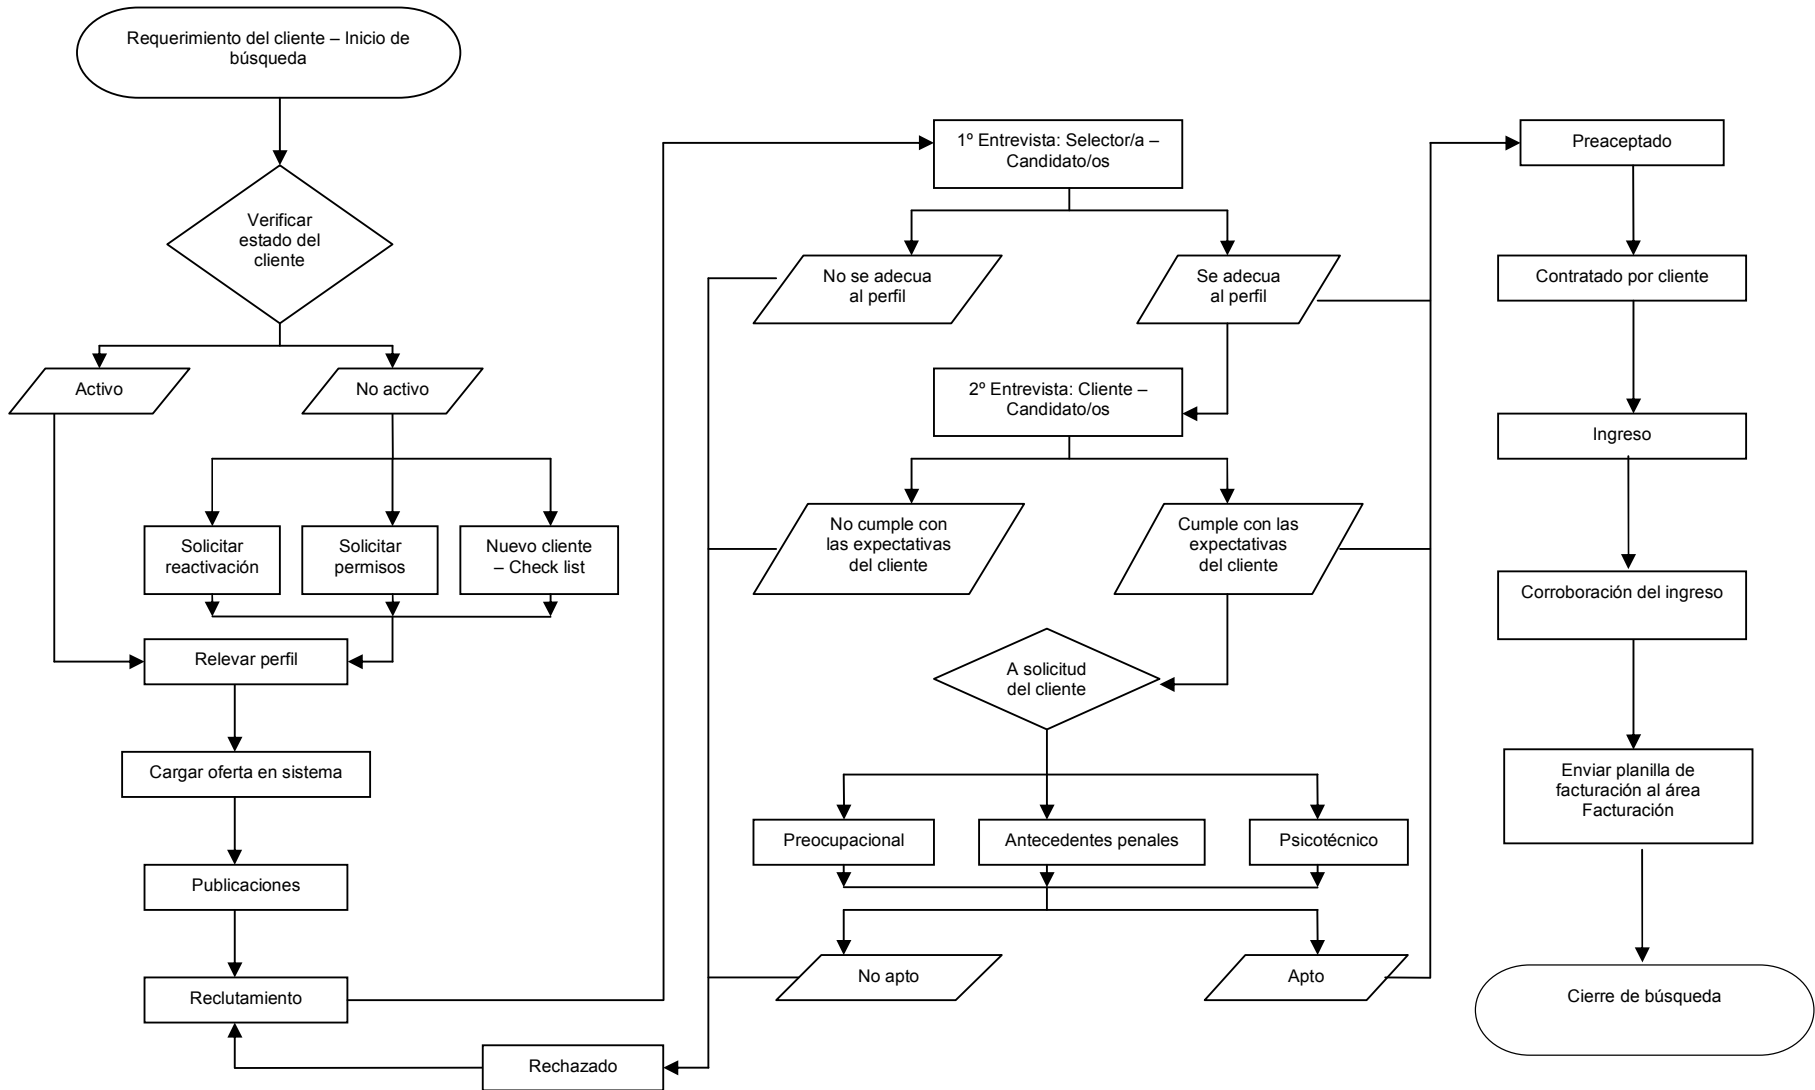 Requerimiento del cliente – Inicio de
búsqueda
Verificar
estado del
cliente
Activo
No activo
Solicitar
reactivación
Solicitar
permisos
Nuevo cliente
– Check list
Relevar perfil
Cargar oferta en sistema
Publicaciones
Reclutamiento
Rechazado
1º Entrevista: Selector/a –
Candidato/os
No se adecua
al perfil
Se adecua
al perfil
2º Entrevista: Cliente –
Candidato/os
No cumple con
las expectativas
del cliente
Cumple con las
expectativas
del cliente
A solicitud
del cliente
Preocupacional
Antecedentes penales
Psicotécnico
No apto
Apto
Preaceptado
Contratado por cliente
Ingreso
Corroboración del ingreso
Enviar planilla de
facturación al área
Facturación
Cierre de búsqueda